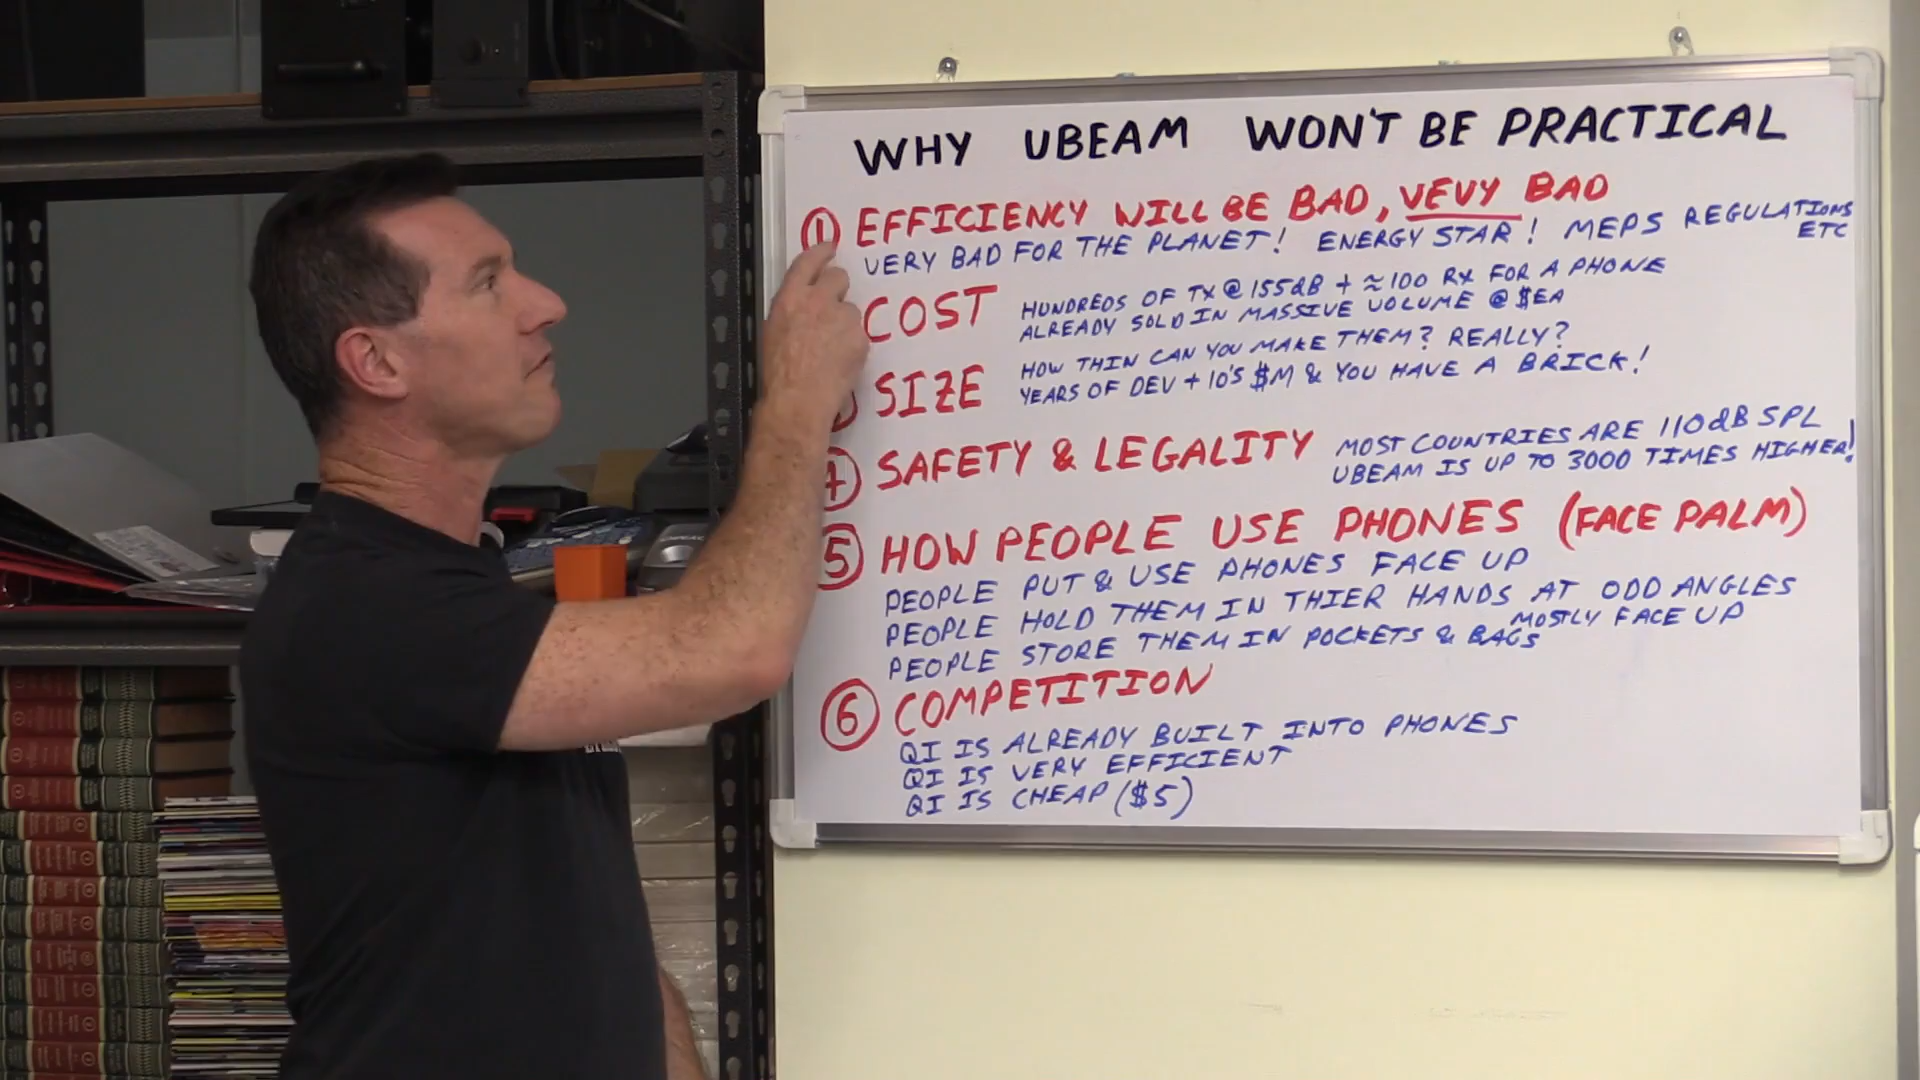 WHY UBEAM WON'T BE PRACTICAL
① EFFICIENCY WILL BE BAD, VEVY BAD
VERY BAD FOR THE PLANET! ENERGY STAR! MEPS REGULATIONS ETC
COST
HUNDREDS OF TX @ 155dB + ≈100 RX FOR A PHONE
ALREADY SOLD IN MASSIVE VOLUME @ $EA
SIZE
HOW THIN CAN YOU MAKE THEM? REALLY?
YEARS OF DEV + 10'S $M & YOU HAVE A BRICK!
④ SAFETY & LEGALITY
MOST COUNTRIES ARE 110dB SPL
UBEAM IS UP TO 3000 TIMES HIGHER!
⑤ HOW PEOPLE USE PHONES (FACE PALM)
PEOPLE PUT & USE PHONES FACE UP
PEOPLE HOLD THEM IN THIER HANDS AT ODD ANGLES
MOSTLY FACE UP
PEOPLE STORE THEM IN POCKETS & BAGS
⑥ COMPETITION
QI IS ALREADY BUILT INTO PHONES
QI IS VERY EFFICIENT
QI IS CHEAP ($5)